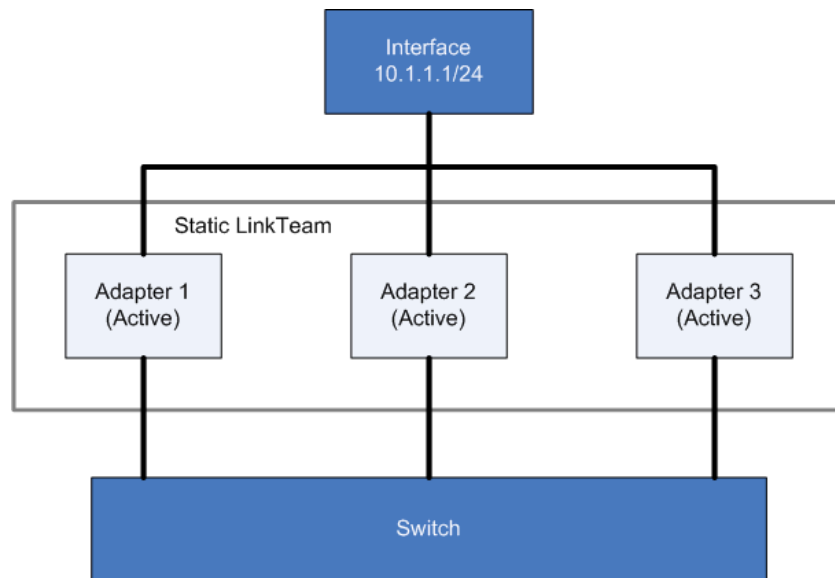 Interface
10.1.1.1/24
Static LinkTeam
Adapter 1
(Active)
Adapter 2
(Active)
Adapter 3
(Active)
Switch